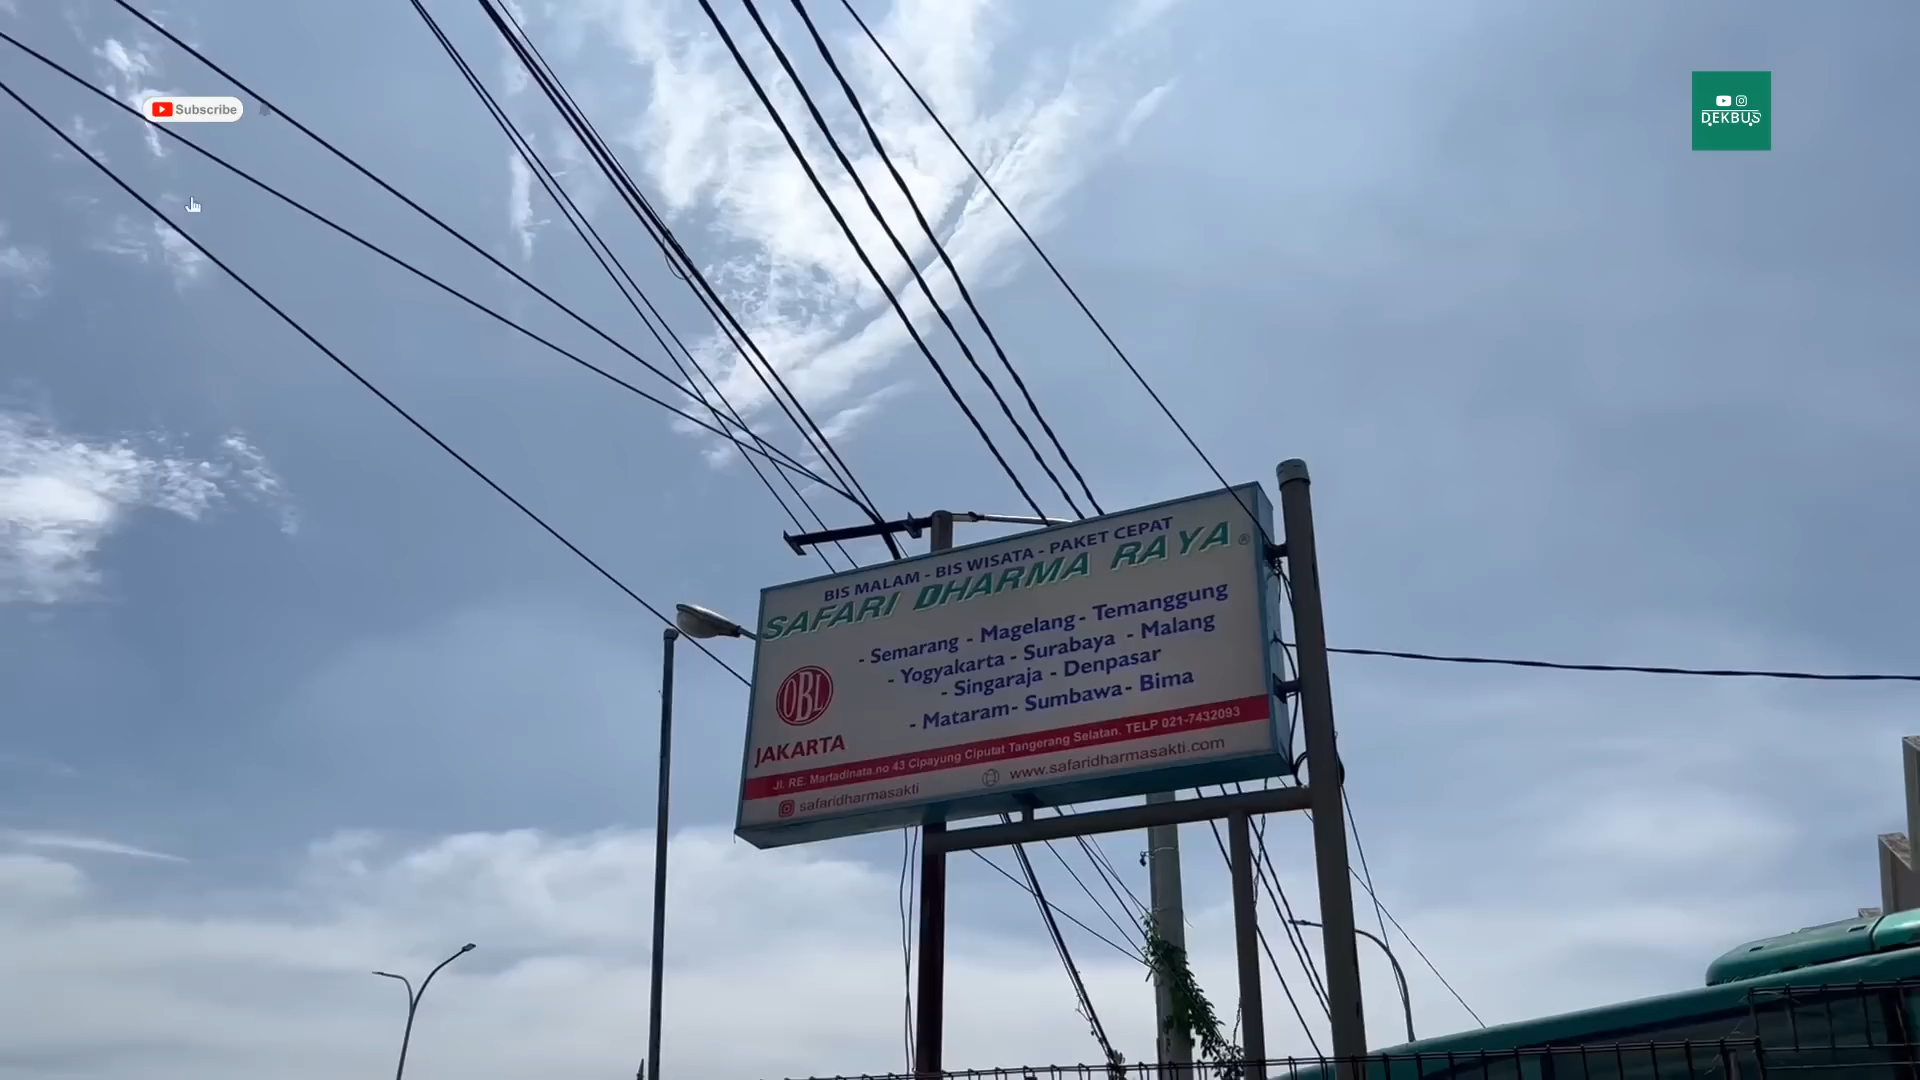 Subscribe
DEKBUS
BIS MALAM - BIS WISATA - PAKET CEPAT
SAFARI DHARMA RAYA ®
- Semarang - Magelang - Temanggung
- Yogyakarta - Surabaya - Malang
- Singaraja - Denpasar
- Mataram - Sumbawa - Bima
OBL
JAKARTA
Jl. RE. Martadinata.no 43 Cipayung Ciputat Tangerang Selatan. TELP 021-7432093
safaridharmasakti
www.safaridharmasakti.com